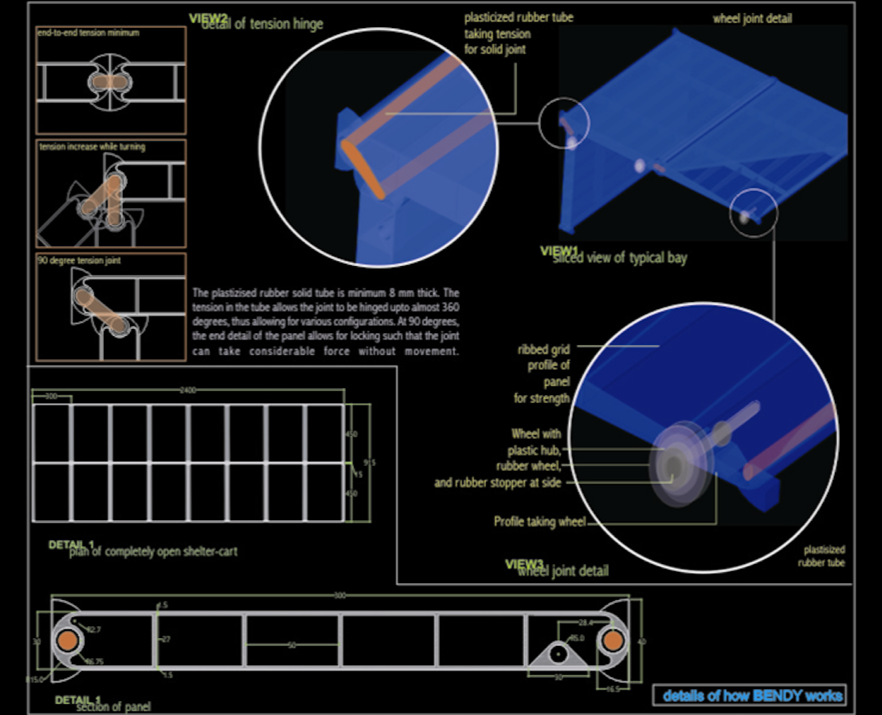 VIEW2
detail of tension hinge
plasticized rubber tube
taking tension
for solid joint
wheel joint detail
end-to-end tension minimum
tension increase while turning
90 degree tension joint
VIEW1
sliced view of typical bay
The plastizised rubber solid tube is minimum 8 mm thick. The
tension in the tube allows the joint to be hinged upto almost 360
degrees, thus allowing for various configurations. At 90 degrees,
the end detail of the panel allows for locking such that the joint
can take considerable force without movement.
ribbed grid
profile of
panel
for strength
Wheel with
plastic hub,
rubber wheel,
and rubber stopper at side
Profile taking wheel
plastisized
rubber tube
VIEW3
wheel joint detail
2400
300
450
915
15
450
DETAIL 1
plan of completely open shelter-cart
300
1.5
R2.7
30
27
50
28.4
R5.0
40
R6.75
R15.0
1.5
30
16.5
DETAIL 1
section of panel
details of how BENDY works